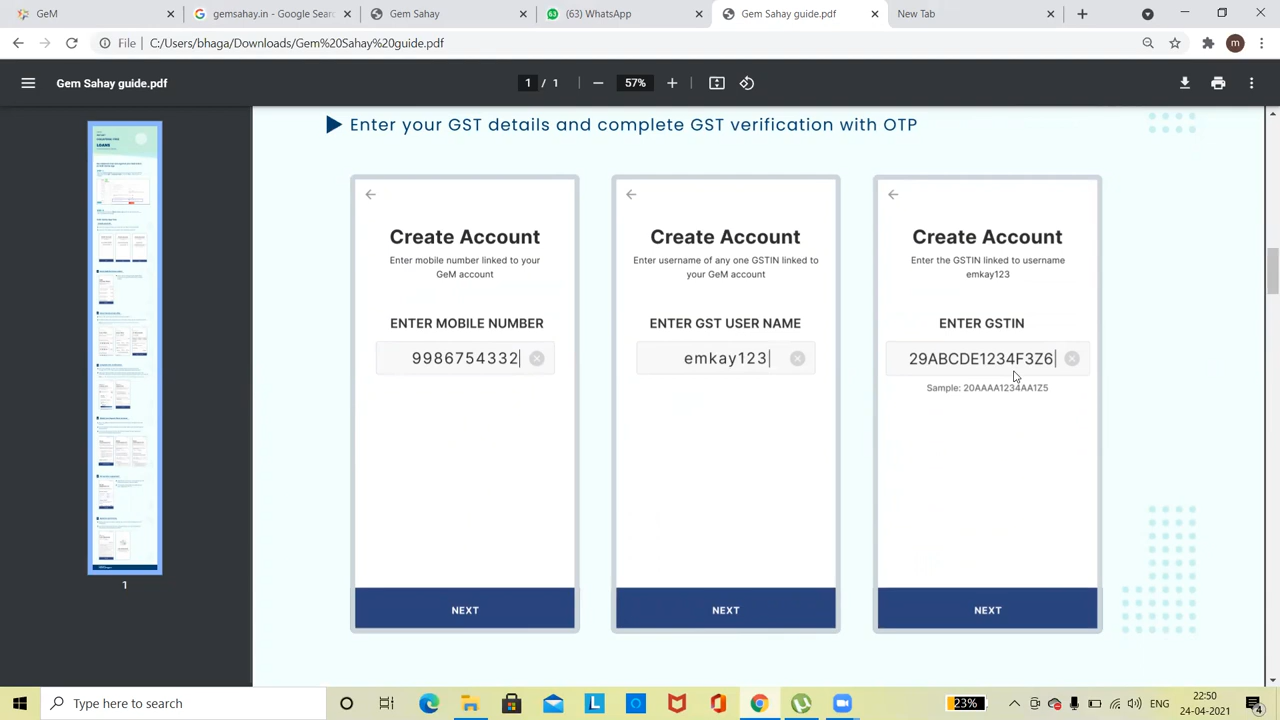 GeM
gemsahay.in - Google Search
Gem Sahay
(63) WhatsApp
Gem Sahay guide.pdf
New Tab
File
C:/Users/bhaga/Downloads/Gem%20Sahay%20guide.pdf
m
Gem Sahay guide.pdf
1 / 1
57%
Enter your GST details and complete GST verification with OTP
Create Account
Enter mobile number linked to your
GeM account
ENTER MOBILE NUMBER
9986754332
NEXT
Create Account
Enter username of any one GSTIN linked to
your GeM account
ENTER GST USER NAME
emkay123
NEXT
Create Account
Enter the GSTIN linked to username
emkay123
ENTER GSTIN
29ABCDE1234F3Z6
Sample: 20AAAA1234AA1Z5
NEXT
LOANS
1
Type here to search
23%
22:50
24-04-2021
4